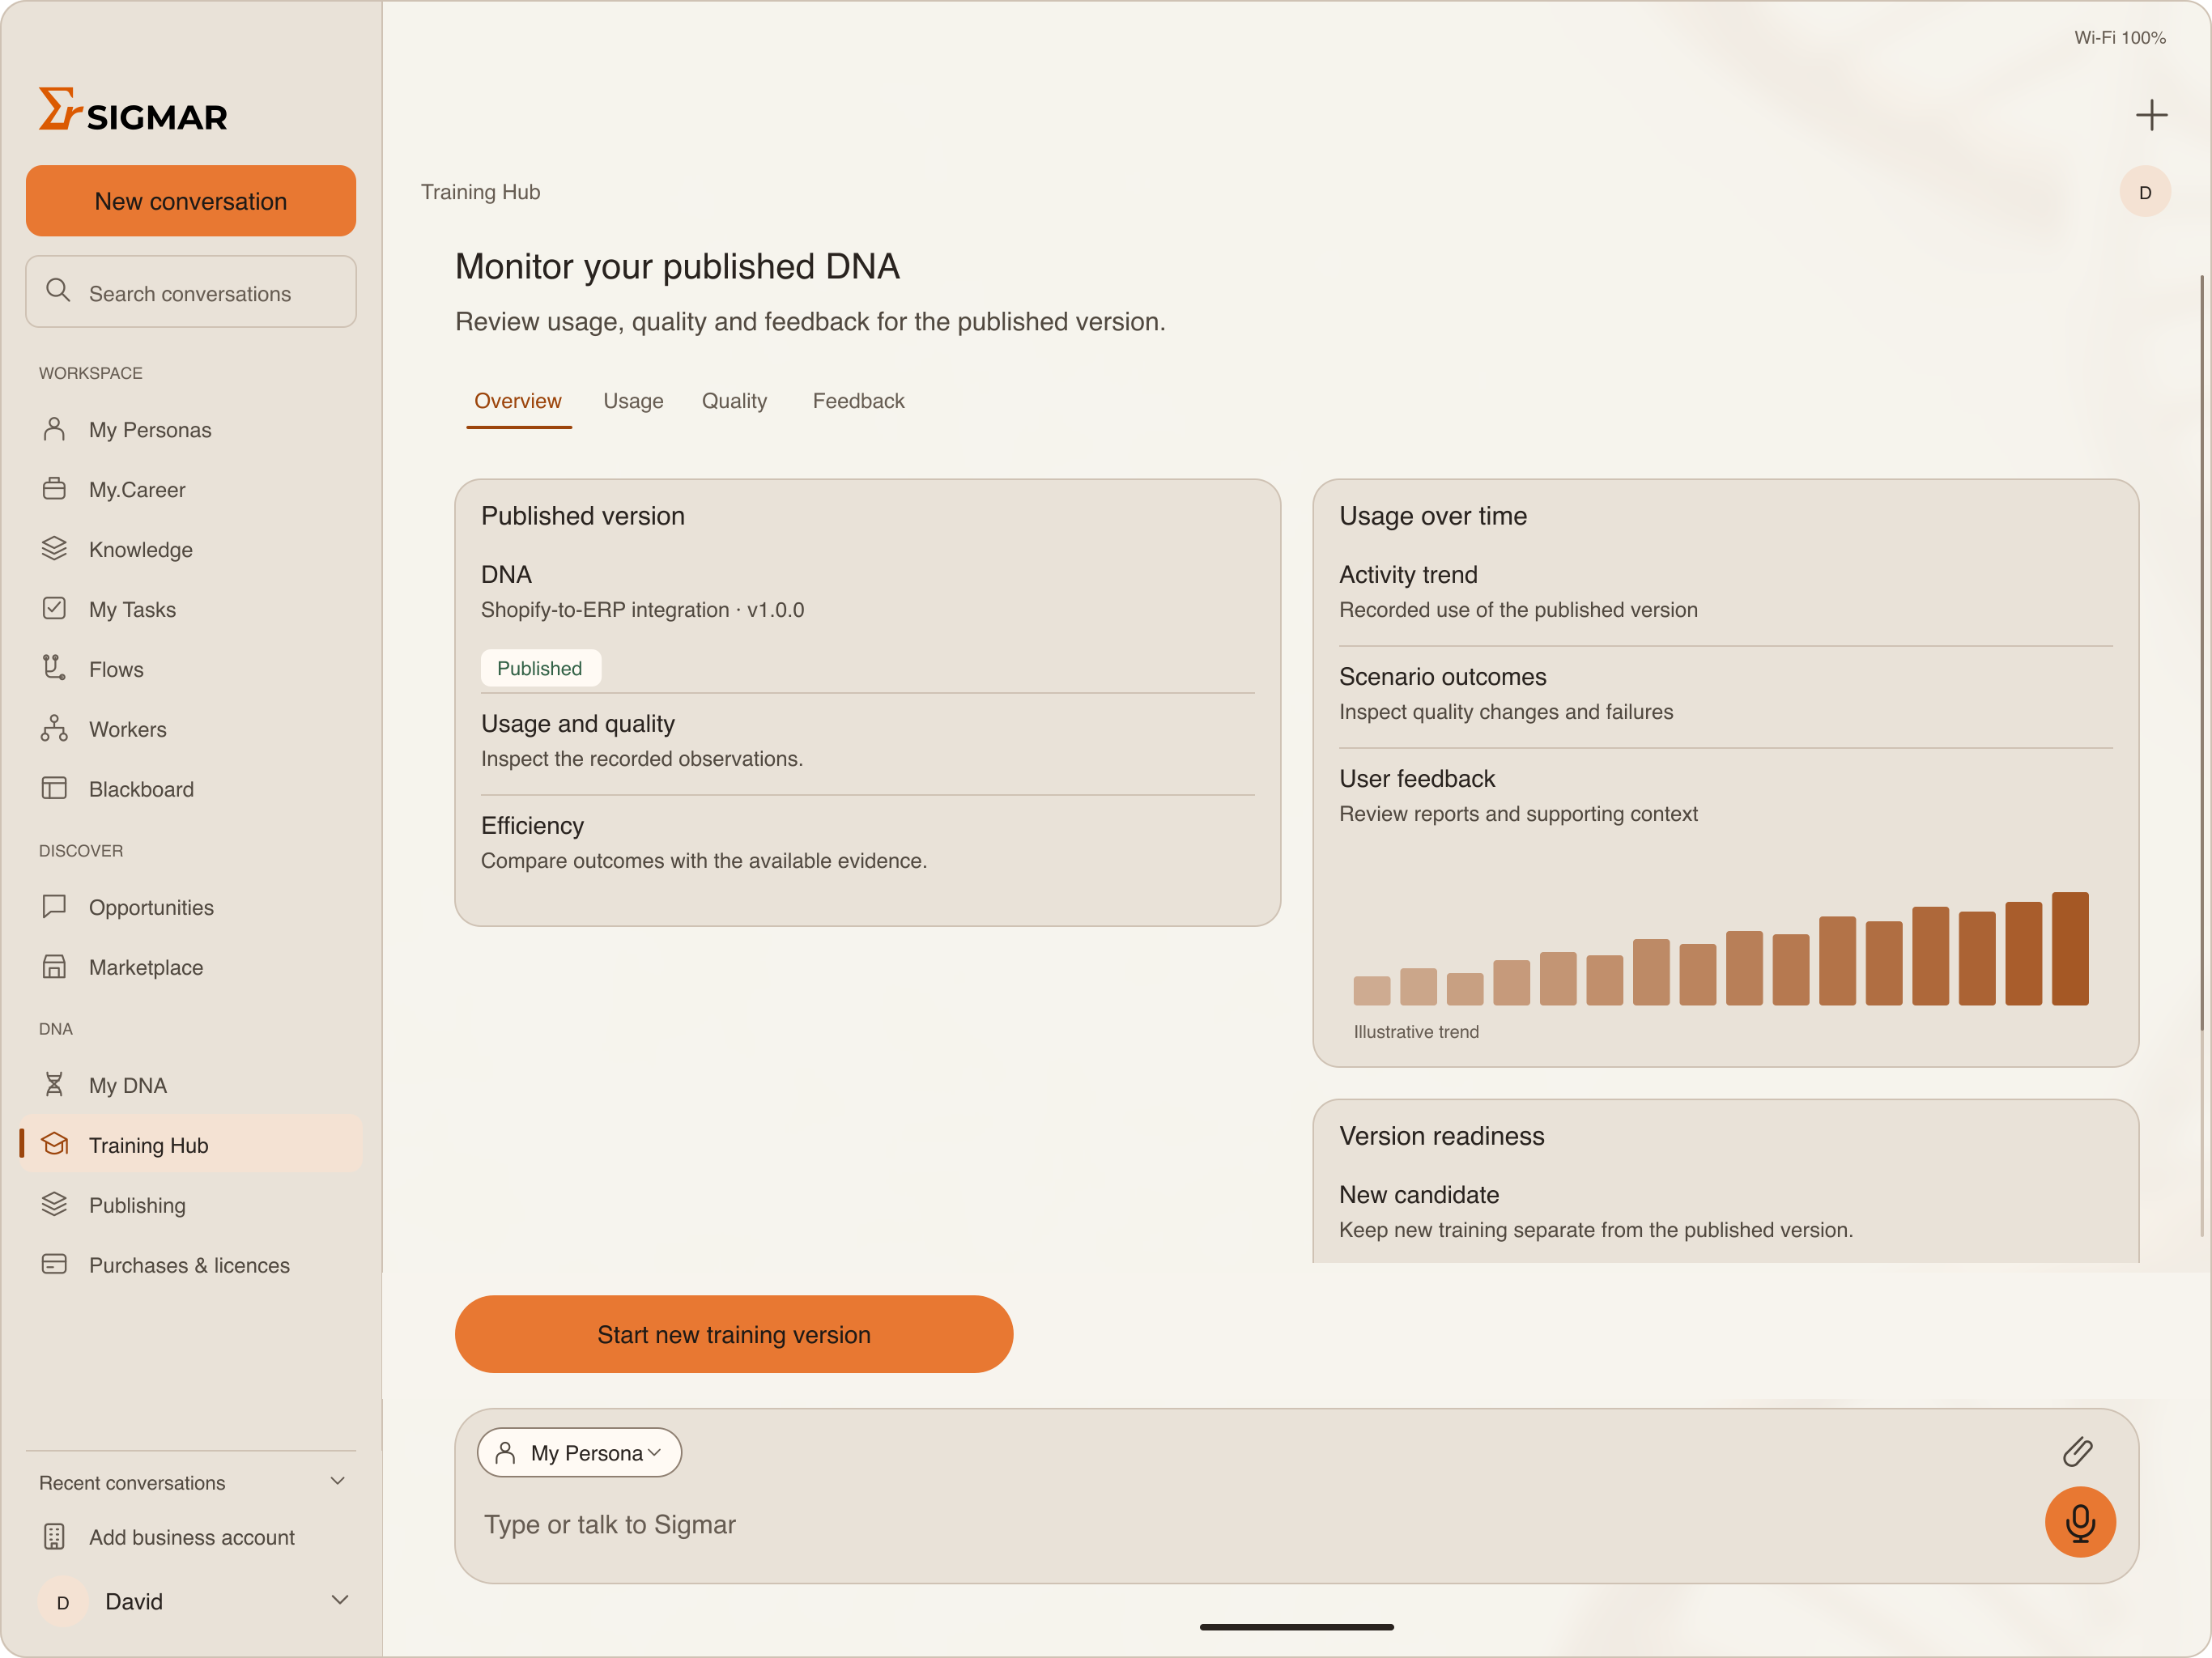 Wi-Fi 100%
Σr SIGMAR
New conversation
Search conversations
WORKSPACE
My Personas
My.Career
Knowledge
My Tasks
Flows
Workers
Blackboard
DISCOVER
Opportunities
Marketplace
DNA
My DNA
Training Hub
Publishing
Purchases & licences
Recent conversations
Add business account
D
David
Training Hub
D
Monitor your published DNA
Review usage, quality and feedback for the published version.
Overview
Usage
Quality
Feedback
Published version
DNA
Shopify-to-ERP integration · v1.0.0
Published
Usage and quality
Inspect the recorded observations.
Efficiency
Compare outcomes with the available evidence.
Usage over time
Activity trend
Recorded use of the published version
Scenario outcomes
Inspect quality changes and failures
User feedback
Review reports and supporting context
Illustrative trend
Version readiness
New candidate
Keep new training separate from the published version.
Start new training version
My Persona
Type or talk to Sigmar